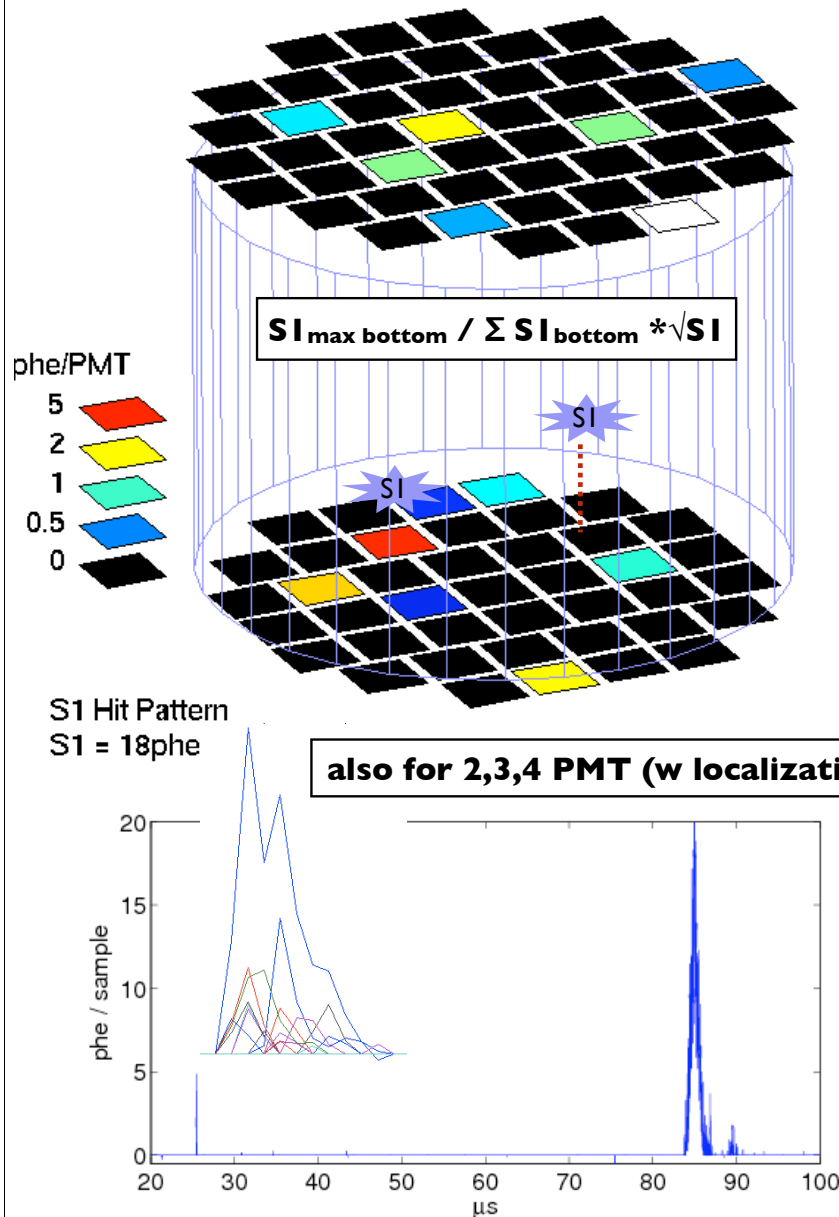 S1max bottom / Σ S1bottom *√S1
phe/PMT
5
2
1
0.5
0
S1
S1
S1 Hit Pattern
S1 = 18phe
also for 2,3,4 PMT (w localizati
20
15
10
5
0
phe / sample
20 30 40 50 60 70 80 90 100
μs